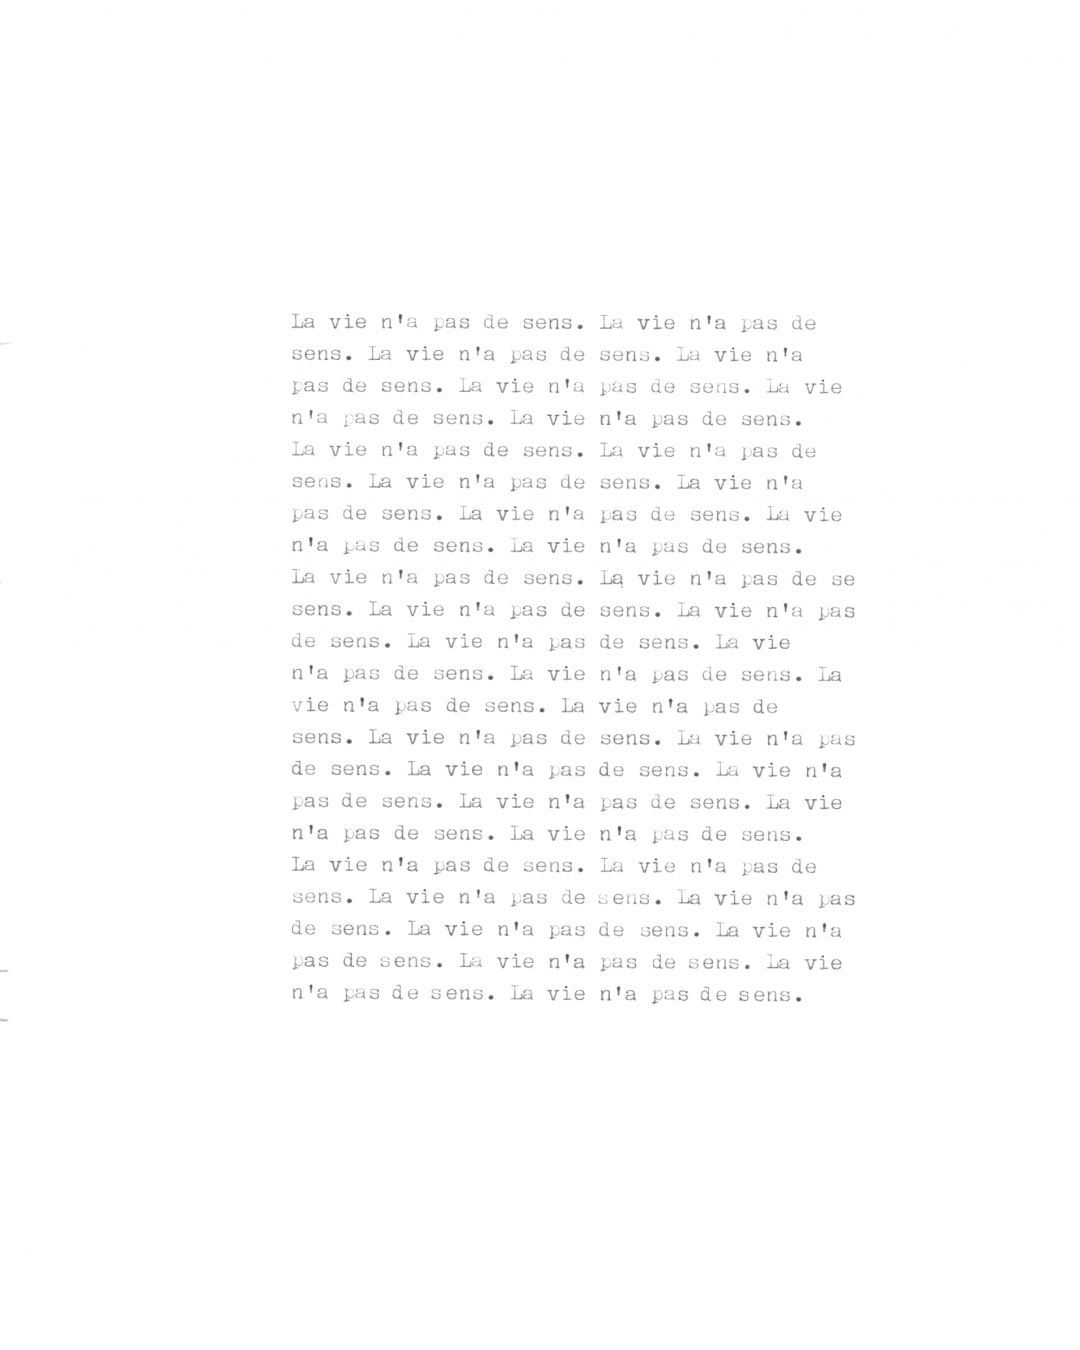 La vie n'a pas de sens. La vie n'a pas de
sens. La vie n'a pas de sens. La vie n'a
pas de sens. La vie n'a pas de sens. La vie
n'a pas de sens. La vie n'a pas de sens.
La vie n'a pas de sens. La vie n'a pas de
sens. La vie n'a pas de sens. La vie n'a
pas de sens. La vie n'a pas de sens. La vie
n'a pas de sens. La vie n'a pas de sens.
La vie n'a pas de sens. La vie n'a pas de se
sens. La vie n'a pas de sens. La vie n'a pas
de sens. La vie n'a pas de sens. La vie
n'a pas de sens. La vie n'a pas de sens. La
vie n'a pas de sens. La vie n'a pas de
sens. La vie n'a pas de sens. La vie n'a pas
de sens. La vie n'a pas de sens. La vie n'a
pas de sens. La vie n'a pas de sens. La vie
n'a pas de sens. La vie n'a pas de sens.
La vie n'a pas de sens. La vie n'a pas de
sens. La vie n'a pas de sens. La vie n'a pas
de sens. La vie n'a pas de sens. La vie n'a
pas de sens. La vie n'a pas de sens. La vie
n'a pas de sens. La vie n'a pas de sens.